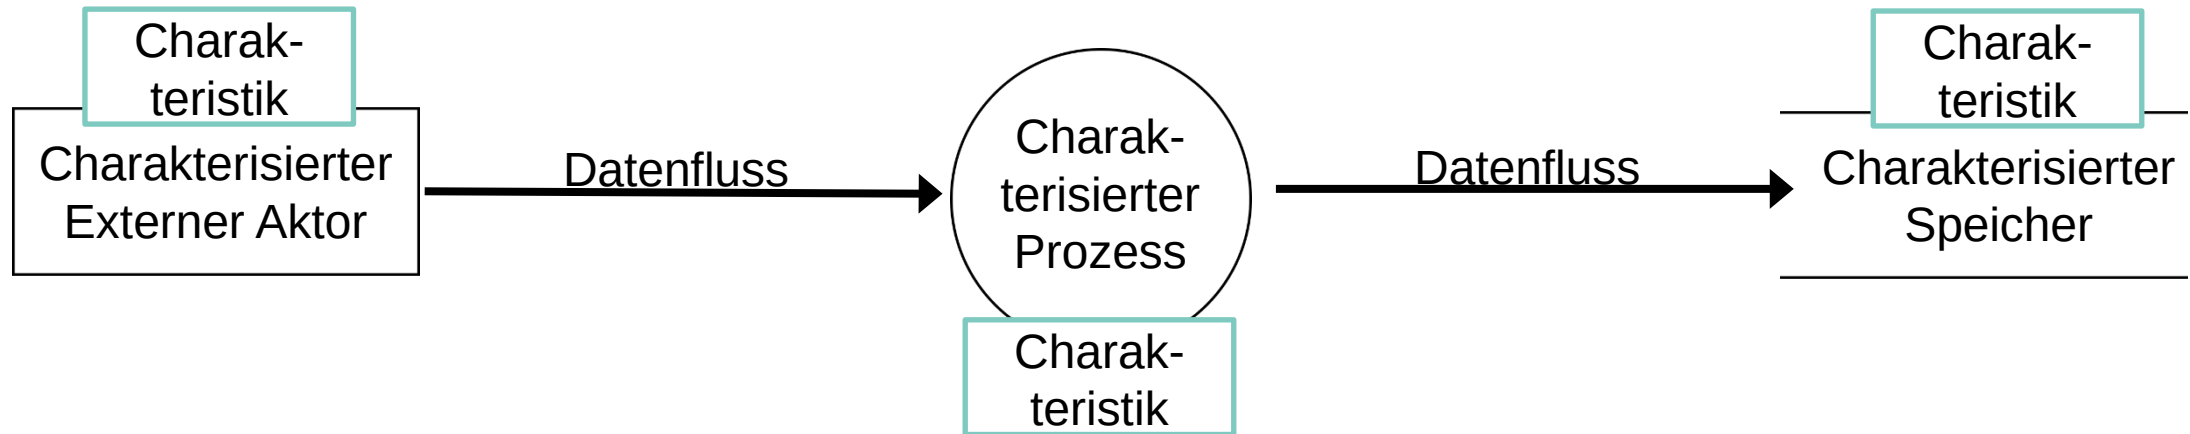 Charak-
teristik
Charakterisierter
Externer Aktor
Datenfluss
Charak-
terisierter
Prozess
Charak-
teristik
Datenfluss
Charak-
teristik
Charakterisierter
Speicher